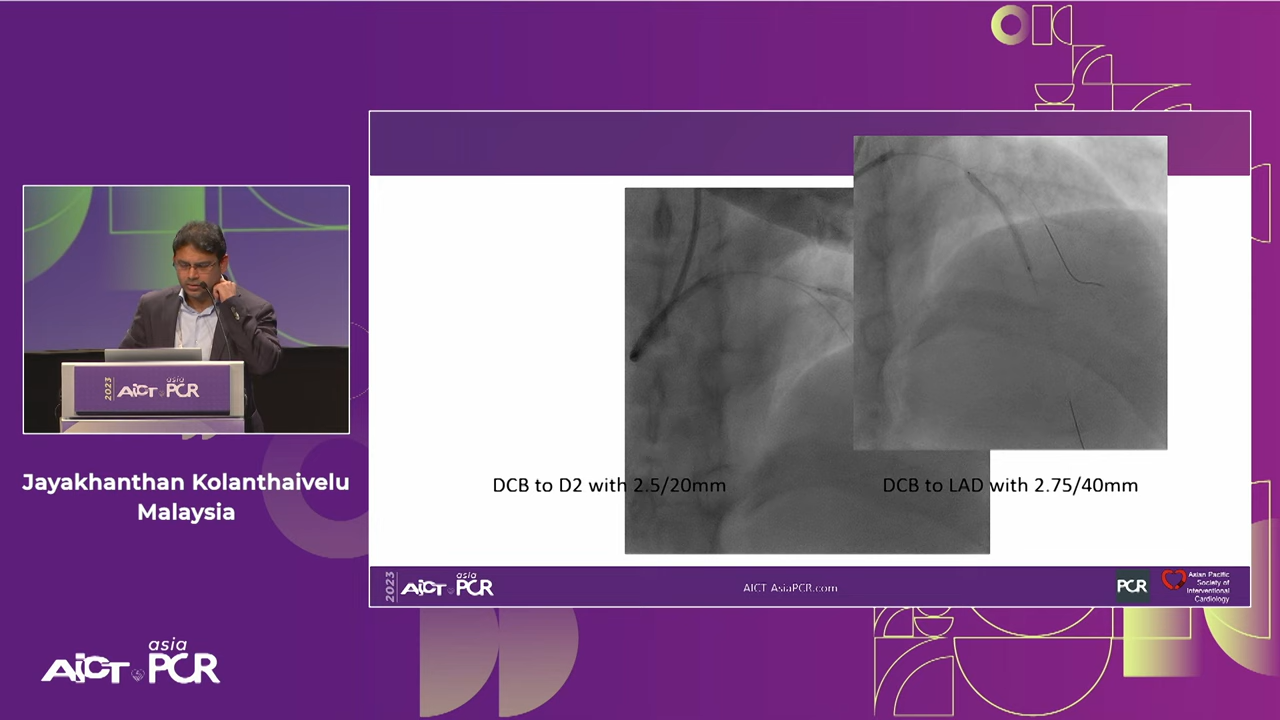 2023 AICT asia PCR
Jayakhanthan Kolanthaivelu
Malaysia
AICT asia PCR
DCB to D2 with 2.5/20mm
DCB to LAD with 2.75/40mm
2023 AICT asia PCR
AICT AsiaPCR.com
PCR
Asian Pacific
Society of
Interventional
Cardiology